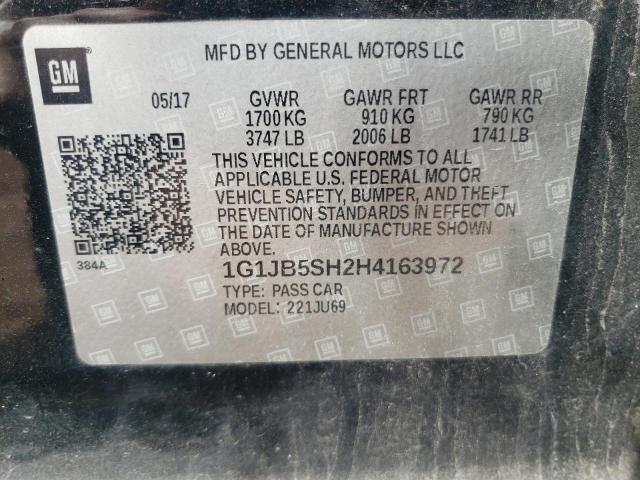 GM
MFD BY GENERAL MOTORS LLC
05/17 GVWR GAWR FRT GAWR RR
1700 KG 910 KG 790 KG
3747 LB 2006 LB 1741 LB
THIS VEHICLE CONFORMS TO ALL
APPLICABLE U.S. FEDERAL MOTOR
VEHICLE SAFETY, BUMPER, AND THEFT
PREVENTION STANDARDS IN EFFECT ON
THE DATE OF MANUFACTURE SHOWN
ABOVE.
384A
1G1JB5SH2H4163972
TYPE: PASS CAR
MODEL: 221JU69